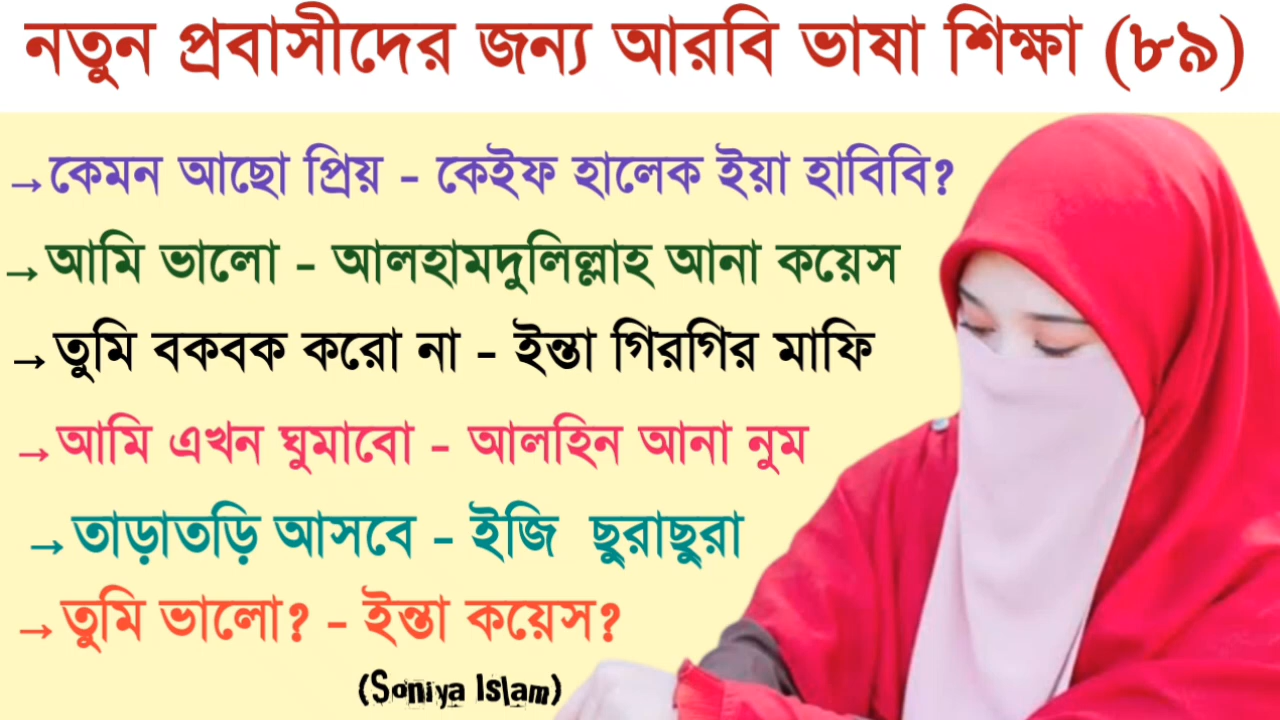 নতুন প্রবাসীদের জন্য আরবি ভাষা শিক্ষা (৮৯)
→কেমন আছো প্রিয় - কেইফ হালেক ইয়া হাবিবি?
→আমি ভালো - আলহামদুলিল্লাহ আনা কয়েস
→তুমি বকবক করো না - ইন্তা গিরগির মাফি
→আমি এখন ঘুমাবো - আলহিন আনা নুম
→তাড়াতড়ি আসবে - ইজি ছুরাছুরা
→তুমি ভালো? - ইন্তা কয়েস?
(Soniya Islam)